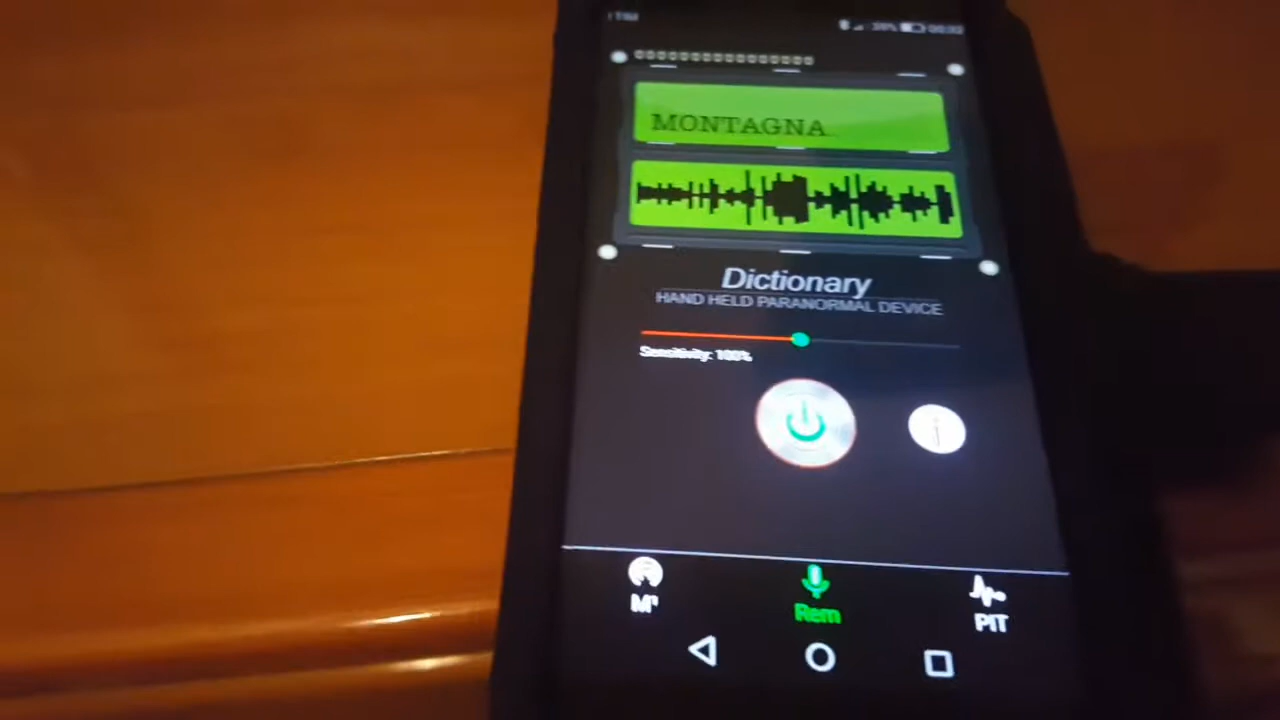 MONTAGNA
Dictionary
HAND HELD PARANORMAL DEVICE
Sensitivity: 100%
Rem
PIT